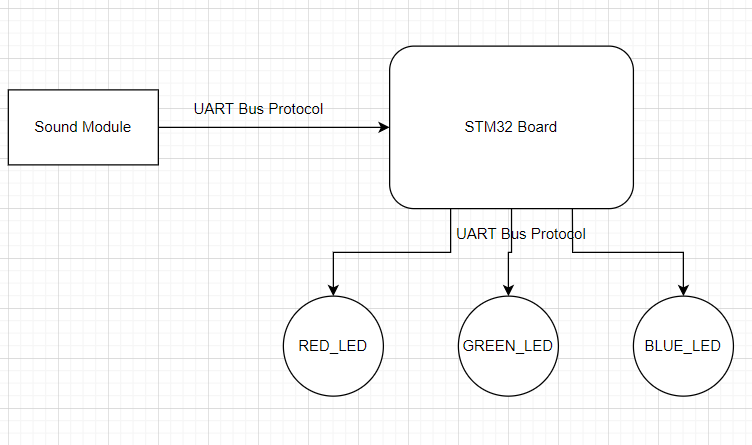 UART Bus Protocol
Sound Module
STM32 Board
UART Bus Protocol
RED_LED
GREEN_LED
BLUE_LED